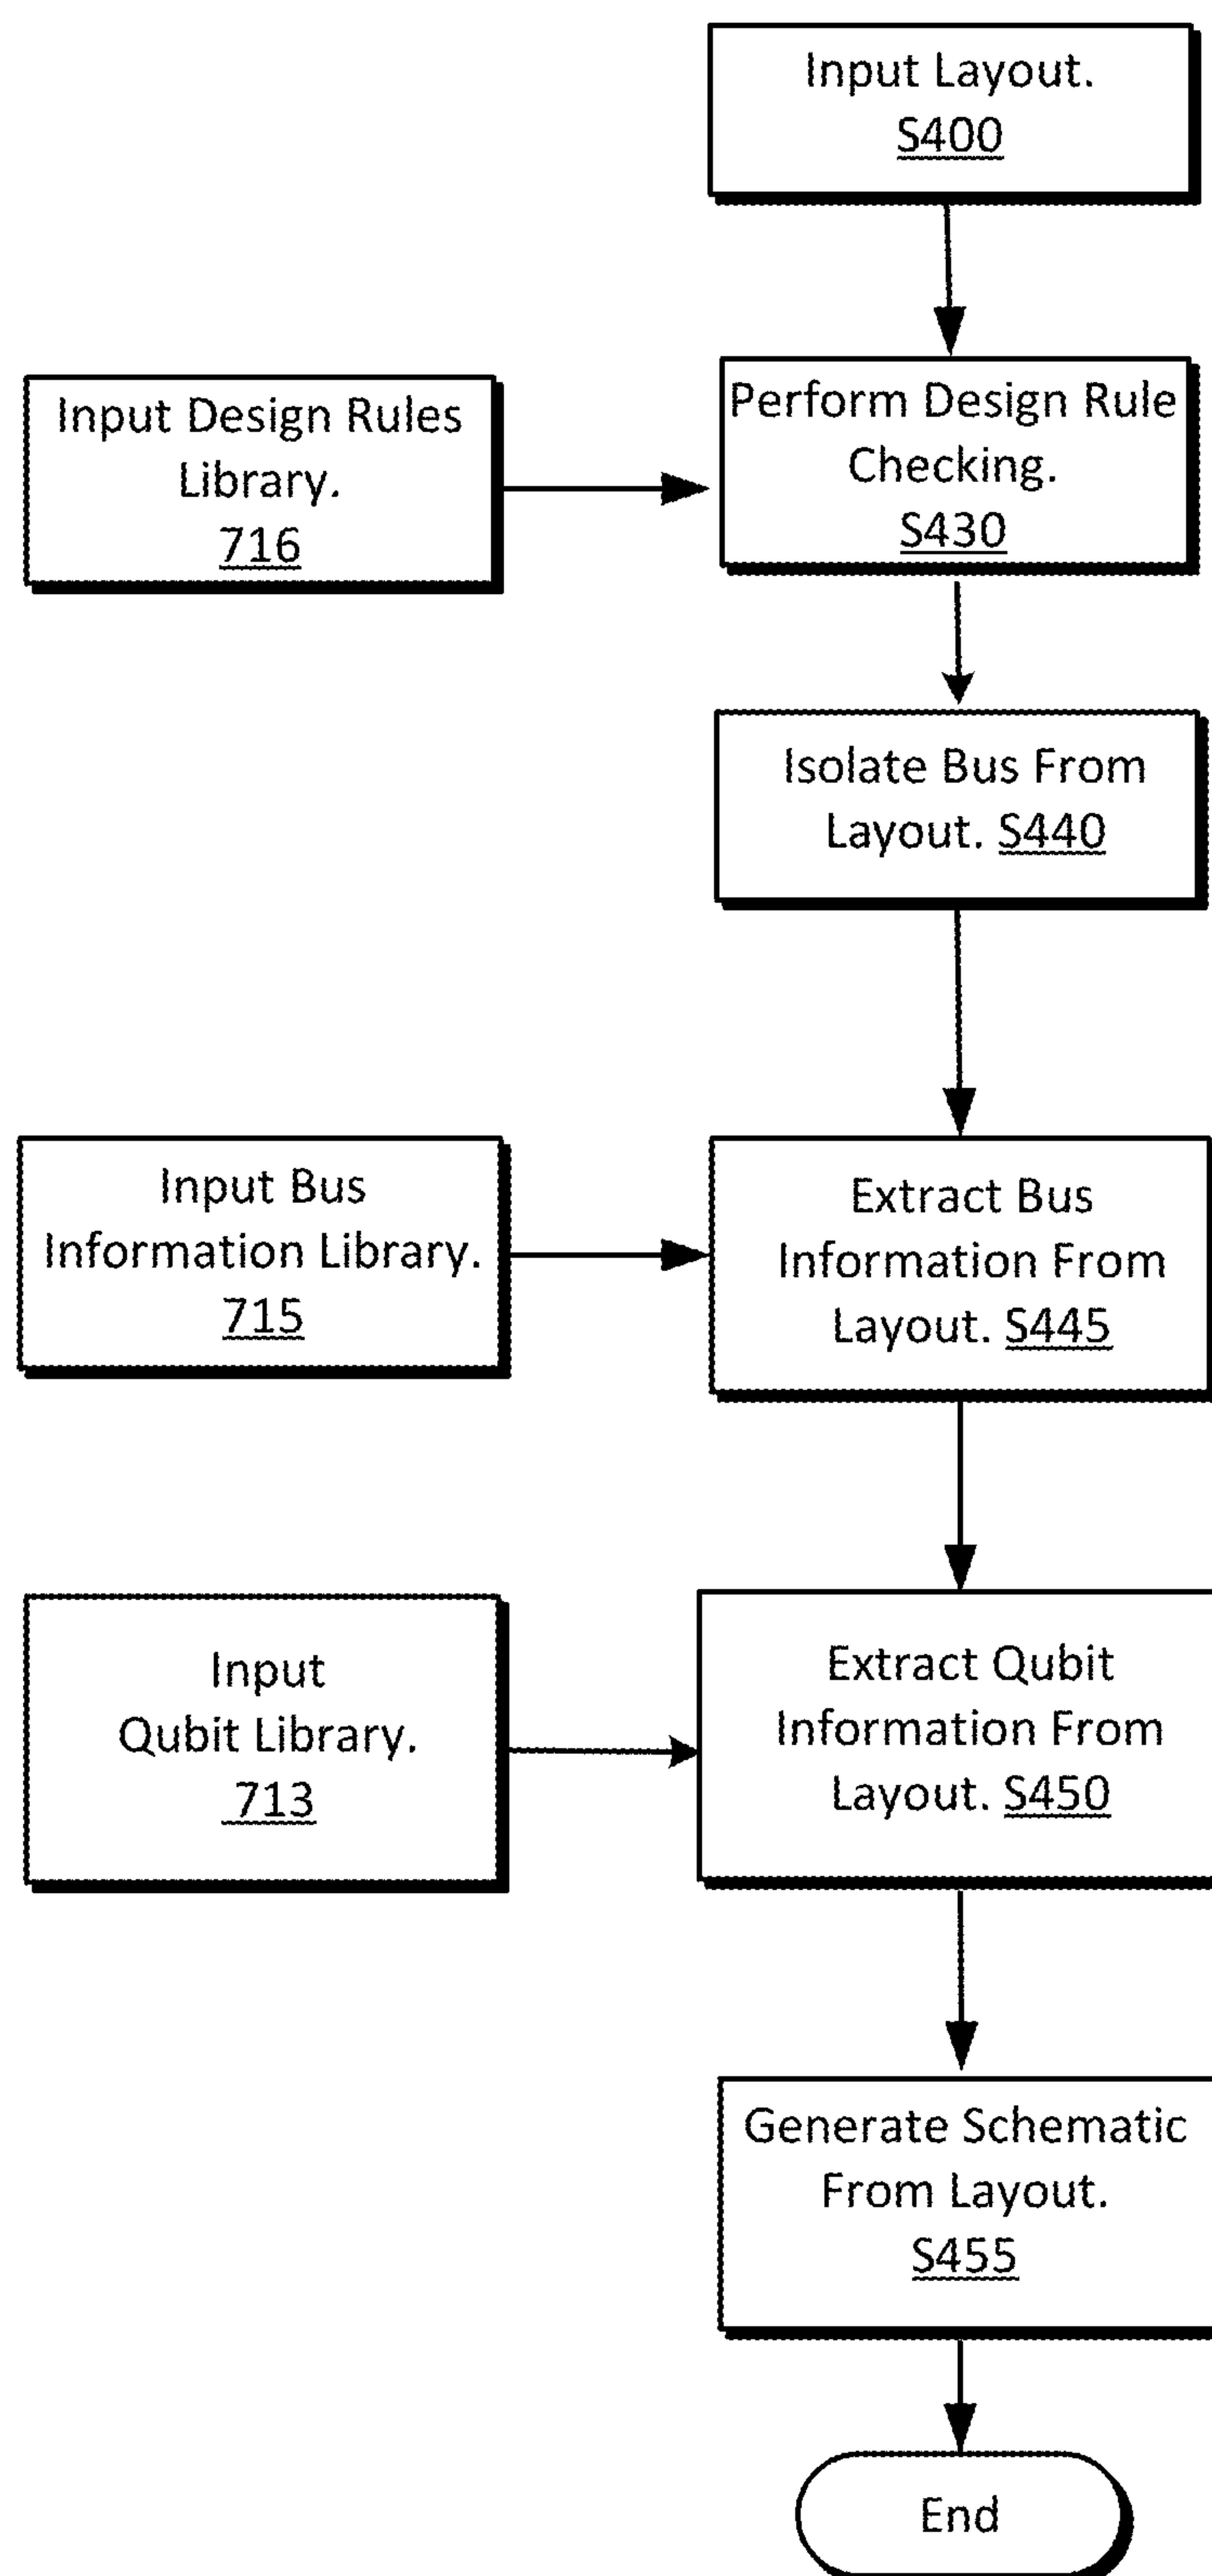 Input Layout.
S400
Input Design Rules
Library.
716
Perform Design Rule
Checking.
S430
Isolate Bus From
Layout. S440
Input Bus
Information Library.
715
Extract Bus
Information From
Layout. S445
Input
Qubit Library.
713
Extract Qubit
Information From
Layout. S450
Generate Schematic
From Layout.
S455
End